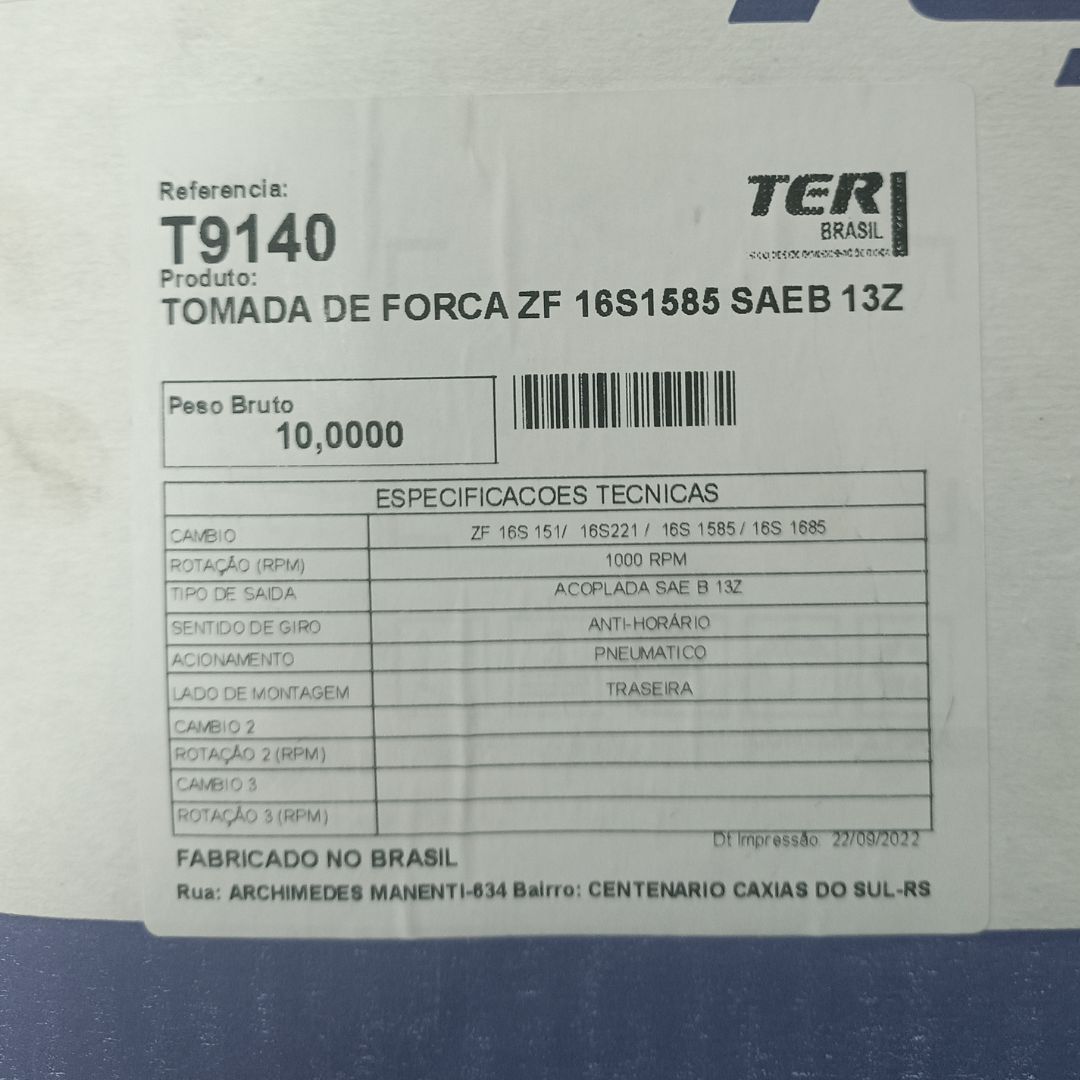 Referencia:
T9140
TER
BRASIL
Produto:
TOMADA DE FORCA ZF 16S1585 SAEB 13Z
Peso Bruto
10,0000
ESPECIFICACOES TECNICAS
CAMBIO ZF 16S 151/ 16S221 / 16S 1585 / 16S 1685
ROTAÇÃO (RPM) 1000 RPM
TIPO DE SAIDA ACOPLADA SAE B 13Z
SENTIDO DE GIRO ANTI-HORÁRIO
ACIONAMENTO PNEUMATICO
LADO DE MONTAGEM TRASEIRA
CAMBIO 2
ROTAÇÃO 2 (RPM)
CAMBIO 3
ROTAÇÃO 3 (RPM)
Dt Impressão: 22/09/2022
FABRICADO NO BRASIL
Rua: ARCHIMEDES MANENTI-634 Bairro: CENTENARIO CAXIAS DO SUL-RS